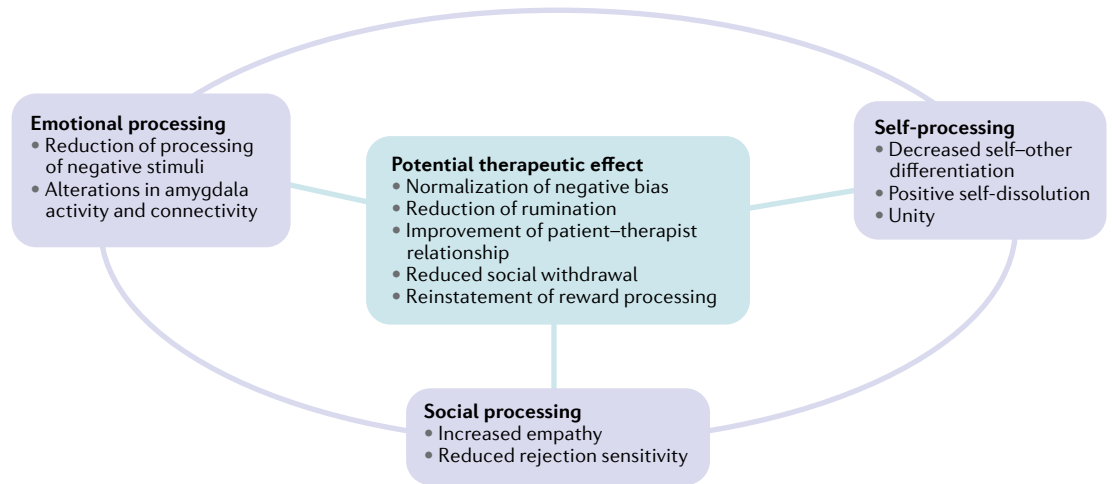 Emotional processing
• Reduction of processing
of negative stimuli
• Alterations in amygdala
activity and connectivity
Potential therapeutic effect
• Normalization of negative bias
• Reduction of rumination
• Improvement of patient–therapist
relationship
• Reduced social withdrawal
• Reinstatement of reward processing
Self-processing
• Decreased self–other
differentiation
• Positive self-dissolution
• Unity
Social processing
• Increased empathy
• Reduced rejection sensitivity